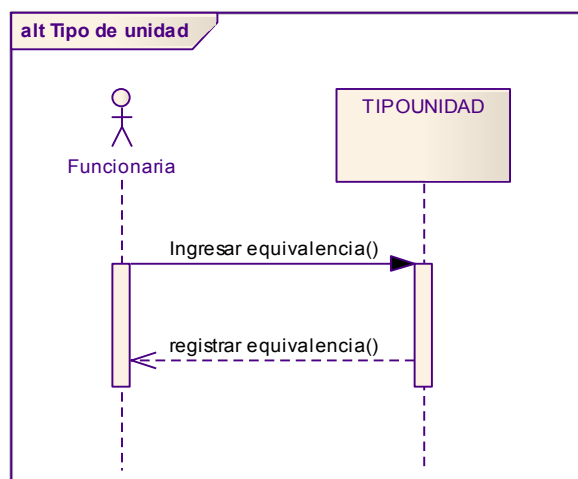 alt Tipo de unidad
TIPOUNIDAD
Funcionaria
Ingresar equivalencia()
registrar equivalencia()